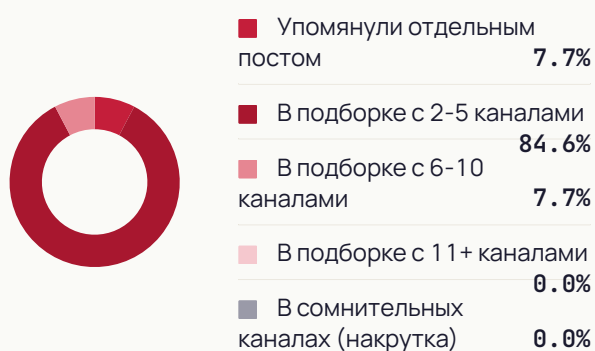 Упомянули отдельным
постом 7.7%
В подборке с 2-5 каналами
84.6%
В подборке с 6-10
каналами 7.7%
В подборке с 11+ каналами
0.0%
В сомнительных
каналах (накрутка) 0.0%